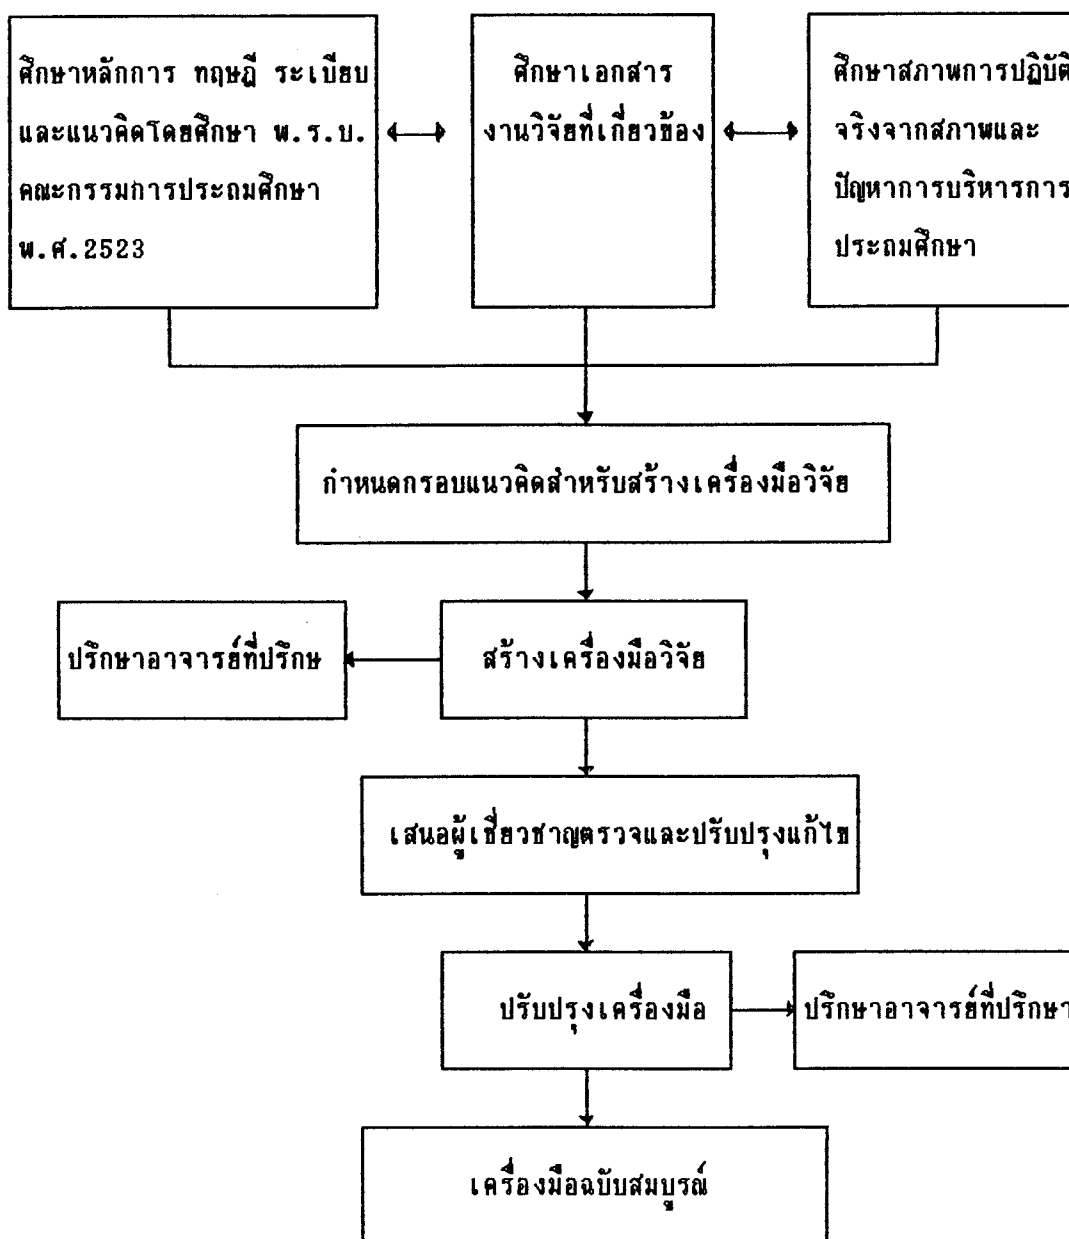 ศึกษาหลักการ ทฤษฎี ระเบียบ
และแนวคิดโดยศึกษา พ.ร.บ.
คณะกรรมการประถมศึกษา
พ.ศ.2523
ศึกษาเอกสาร
งานวิจัยที่เกี่ยวข้อง
ศึกษาสภาพการปฏิบัติ
จริงจากสภาพและ
ปัญหาการบริหารการ
ประถมศึกษา
กำหนดกรอบแนวคิดสำหรับสร้างเครื่องมือวิจัย
ปรึกษาอาจารย์ที่ปรึกษ
สร้างเครื่องมือวิจัย
เสนอผู้เชี่ยวชาญตรวจและปรับปรุงแก้ไข
ปรับปรุงเครื่องมือ
ปรึกษาอาจารย์ที่ปรึกษา
เครื่องมือฉบับสมบูรณ์